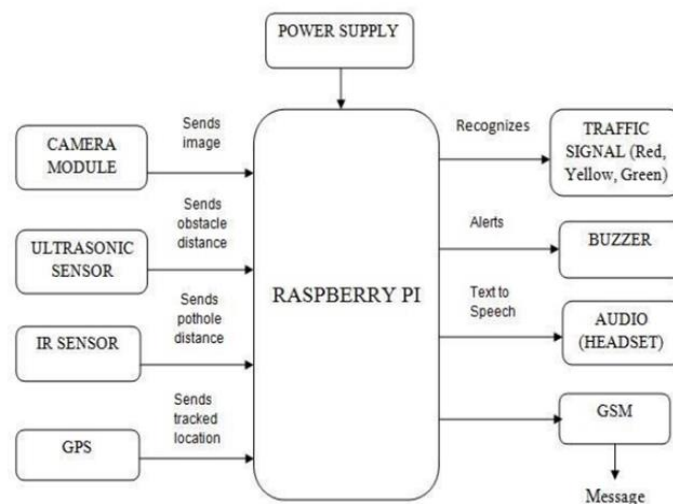 POWER SUPPLY
CAMERA
MODULE
Sends
image
ULTRASONIC
SENSOR
Sends
obstacle
distance
IR SENSOR
Sends
pothole
distance
GPS
Sends
tracked
location
RASPBERRY PI
Recognizes
TRAFFIC
SIGNAL (Red,
Yellow, Green)
Alerts
BUZZER
Text to
Speech
AUDIO
(HEADSET)
GSM
Message